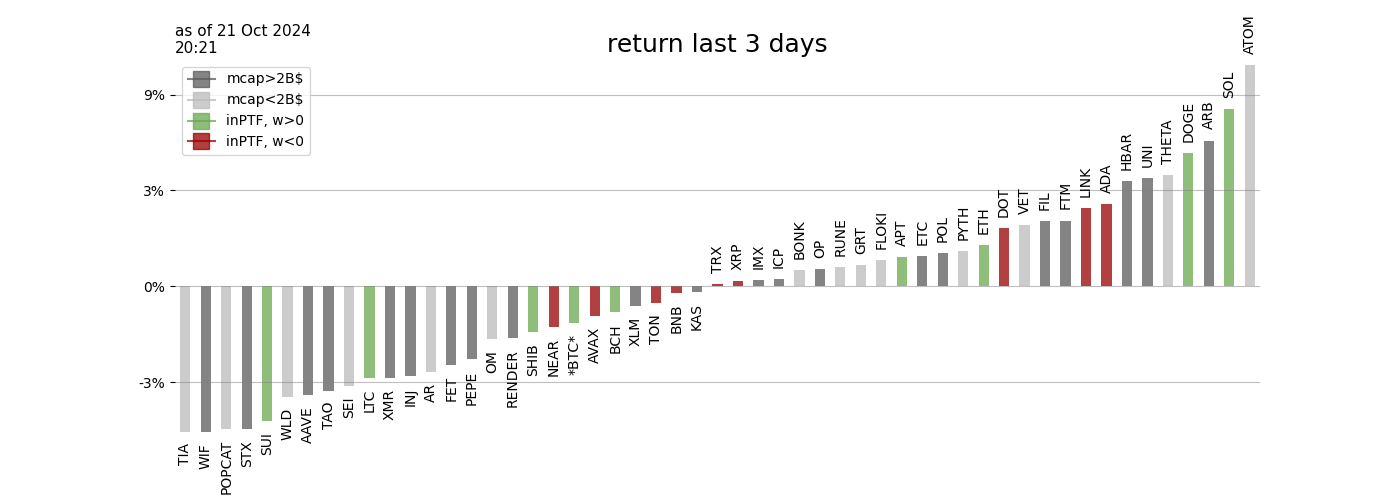 as of 21 Oct 2024
20:21
return last 3 days
mcap>2B$
mcap<2B$
inPTF, w>0
inPTF, w<0
9%
3%
0%
-3%
TIA
WIF
POPCAT
STX
SUI
WLD
AAVE
TAO
SEI
LTC
XMR
INJ
AR
FET
PEPE
OM
RENDER
SHIB
NEAR
*BTC*
AVAX
BCH
XLM
TON
BNB
KAS
TRX
XRP
IMX
ICP
BONK
OP
RUNE
GRT
FLOKI
APT
ETC
POL
PYTH
ETH
DOT
VET
FIL
FTM
LINK
ADA
HBAR
UNI
THETA
DOGE
ARB
SOL
ATOM